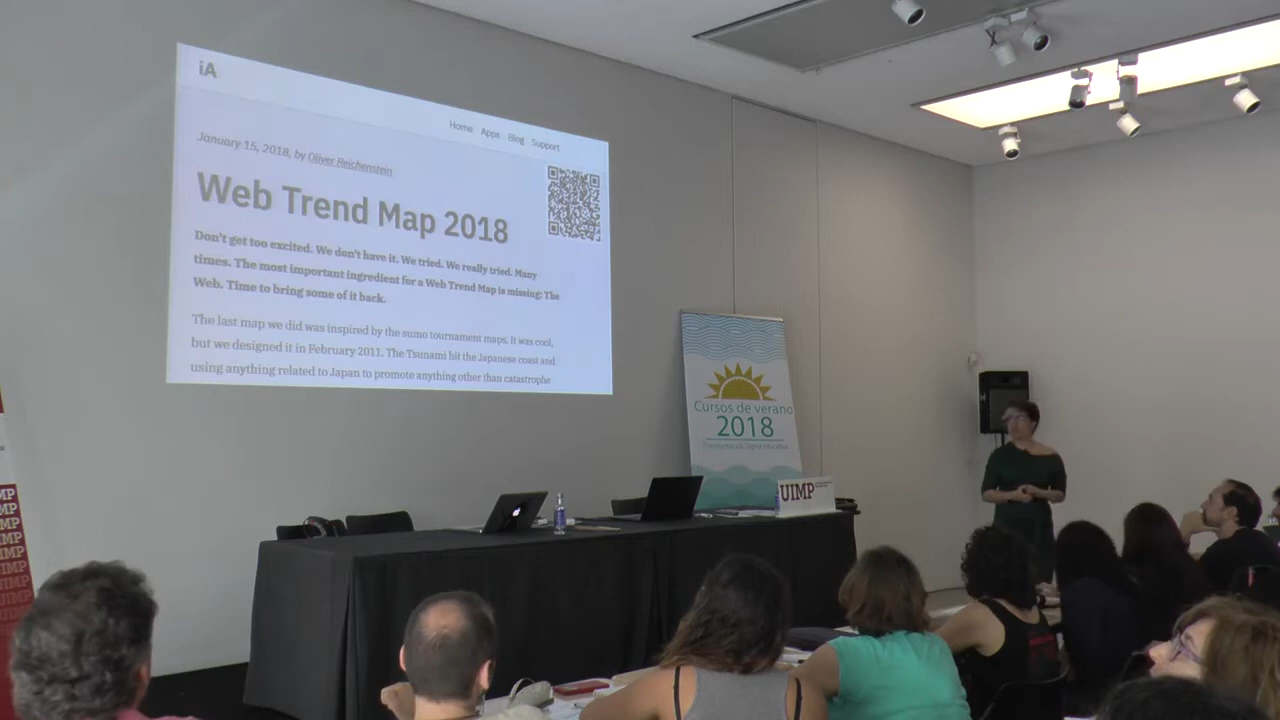 iA
Home Apps Blog Support
January 15, 2018, by Oliver Reichenstein
Web Trend Map 2018
Don't get too excited. We don't have it. We tried. We really tried. Many
times. The most important ingredient for a Web Trend Map is missing: The
Web. Time to bring some of it back.
The last map we did was inspired by the sumo tournament maps. It was cool,
but we designed it in February 2011. The Tsunami hit the Japanese coast and
using anything related to Japan to promote anything other than catastrophe
Cursos de verano
2018
UIMP
UIMP
UIMP
UIMP
UIMP
UIMP
UIMP
UIMP